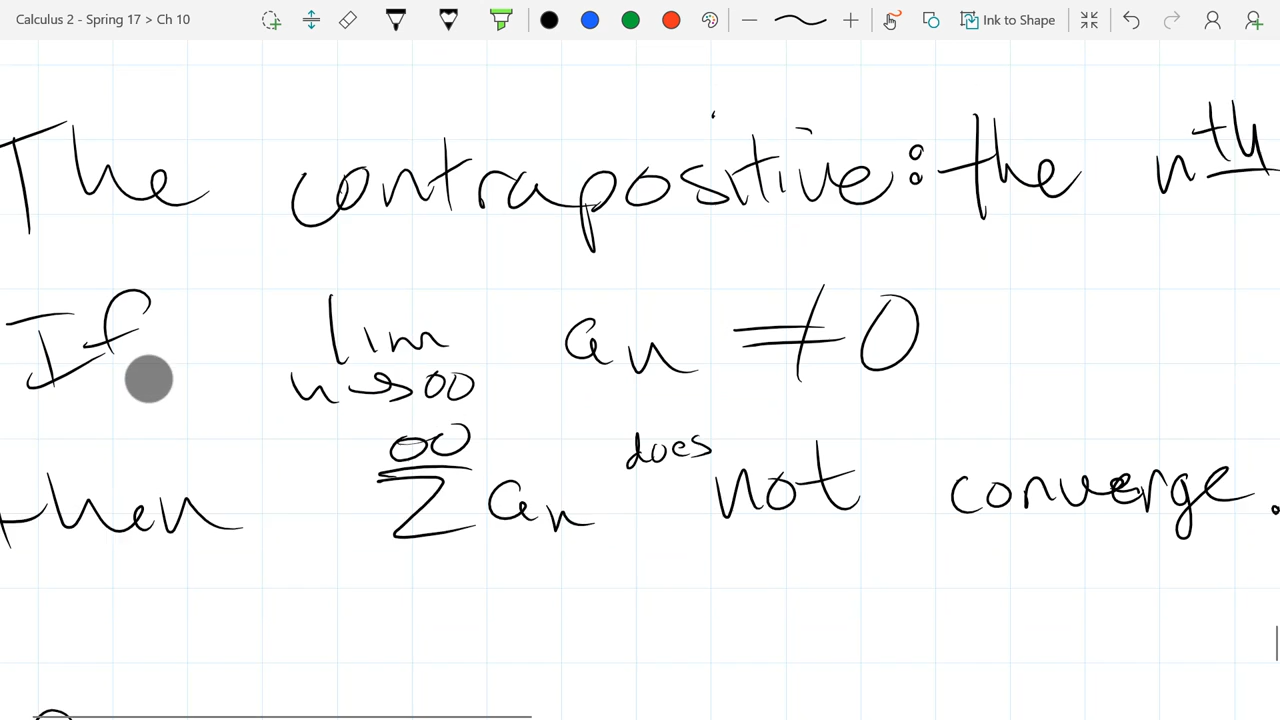 Calculus 2 - Spring 17 > Ch 10
Ink to Shape
The contrapositive: the nth
If lim an ≠ 0
n→∞
∞
then Σ an does not converge.